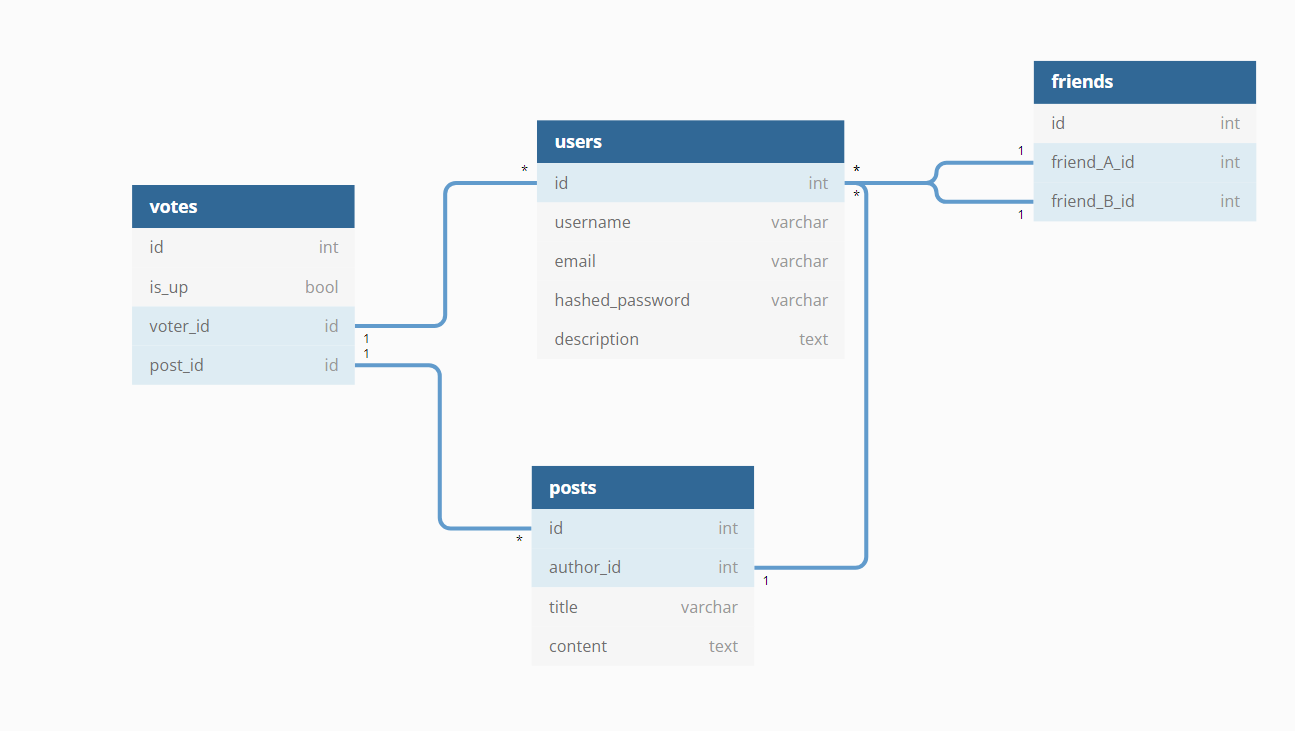 votes
id int
is_up bool
voter_id id
post_id id
1
1
*
*
users
id int
username varchar
email varchar
hashed_password varchar
description text
*
*
posts
id int
author_id int
title varchar
content text
1
friends
id int
friend_A_id int
friend_B_id int
1
1